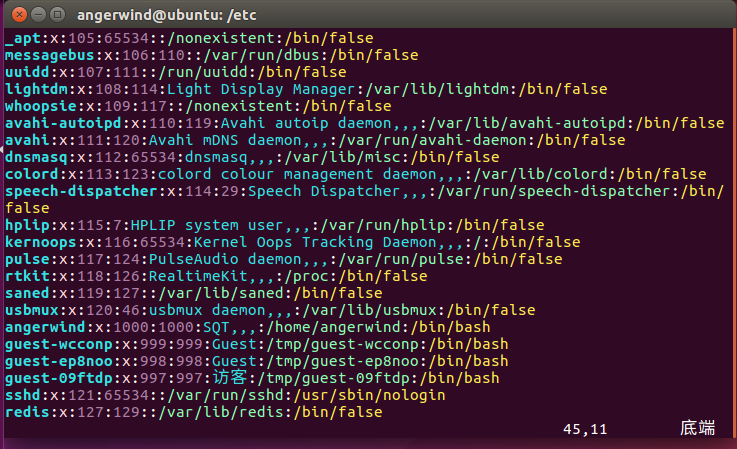 angerwind@ubuntu: /etc
_apt:x:105:65534::/nonexistent:/bin/false
messagebus:x:106:110::/var/run/dbus:/bin/false
uuidd:x:107:111::/run/uuidd:/bin/false
lightdm:x:108:114:Light Display Manager:/var/lib/lightdm:/bin/false
whoopsie:x:109:117::/nonexistent:/bin/false
avahi-autoipd:x:110:119:Avahi autoip daemon,,,:/var/lib/avahi-autoipd:/bin/false
avahi:x:111:120:Avahi mDNS daemon,,,:/var/run/avahi-daemon:/bin/false
dnsmasq:x:112:65534:dnsmasq,,,:/var/lib/misc:/bin/false
colord:x:113:123:colord colour management daemon,,,:/var/lib/colord:/bin/false
speech-dispatcher:x:114:29:Speech Dispatcher,,,:/var/run/speech-dispatcher:/bin/
false
hplip:x:115:7:HPLIP system user,,,:/var/run/hplip:/bin/false
kernoops:x:116:65534:Kernel Oops Tracking Daemon,,,:/:/bin/false
pulse:x:117:124:PulseAudio daemon,,,:/var/run/pulse:/bin/false
rtkit:x:118:126:RealtimeKit,,,:/proc:/bin/false
saned:x:119:127::/var/lib/saned:/bin/false
usbmux:x:120:46:usbmux daemon,,,:/var/lib/usbmux:/bin/false
angerwind:x:1000:1000:SQT,,,:/home/angerwind:/bin/bash
guest-wcconp:x:999:999:Guest:/tmp/guest-wcconp:/bin/bash
guest-ep8noo:x:998:998:Guest:/tmp/guest-ep8noo:/bin/bash
guest-09ftdp:x:997:997:访客:/tmp/guest-09ftdp:/bin/bash
sshd:x:121:65534::/var/run/sshd:/usr/sbin/nologin
redis:x:127:129::/var/lib/redis:/bin/false
45,11 底端